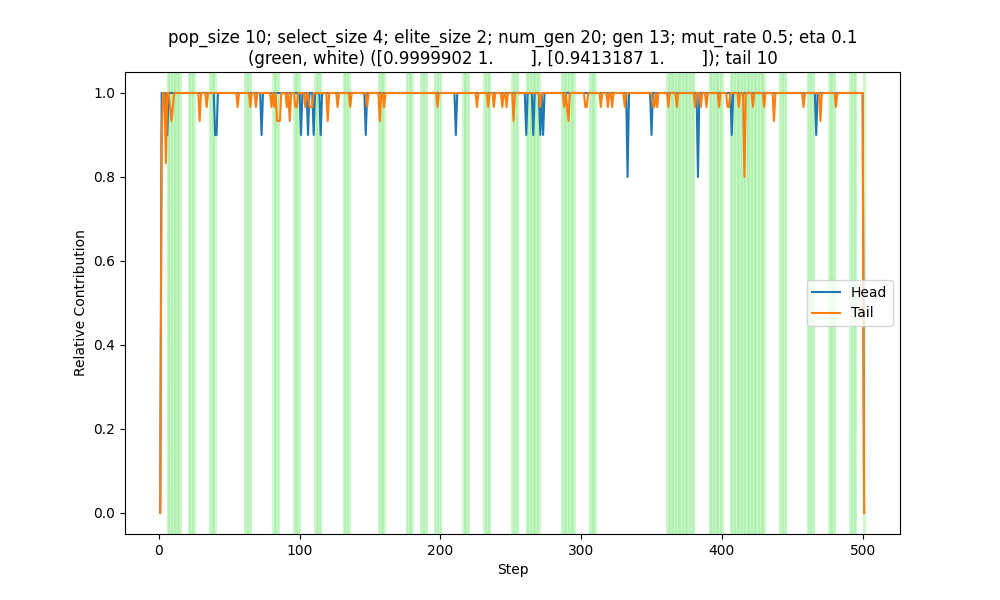 pop_size 10; select_size 4; elite_size 2; num_gen 20; gen 13; mut_rate 0.5; eta 0.1
(green, white) ([0.9999902 1.        ], [0.9413187 1.        ]); tail 10
1.0
0.8
0.6
0.4
0.2
0.0
Relative Contribution
Head
Tail
0
100
200
300
400
500
Step